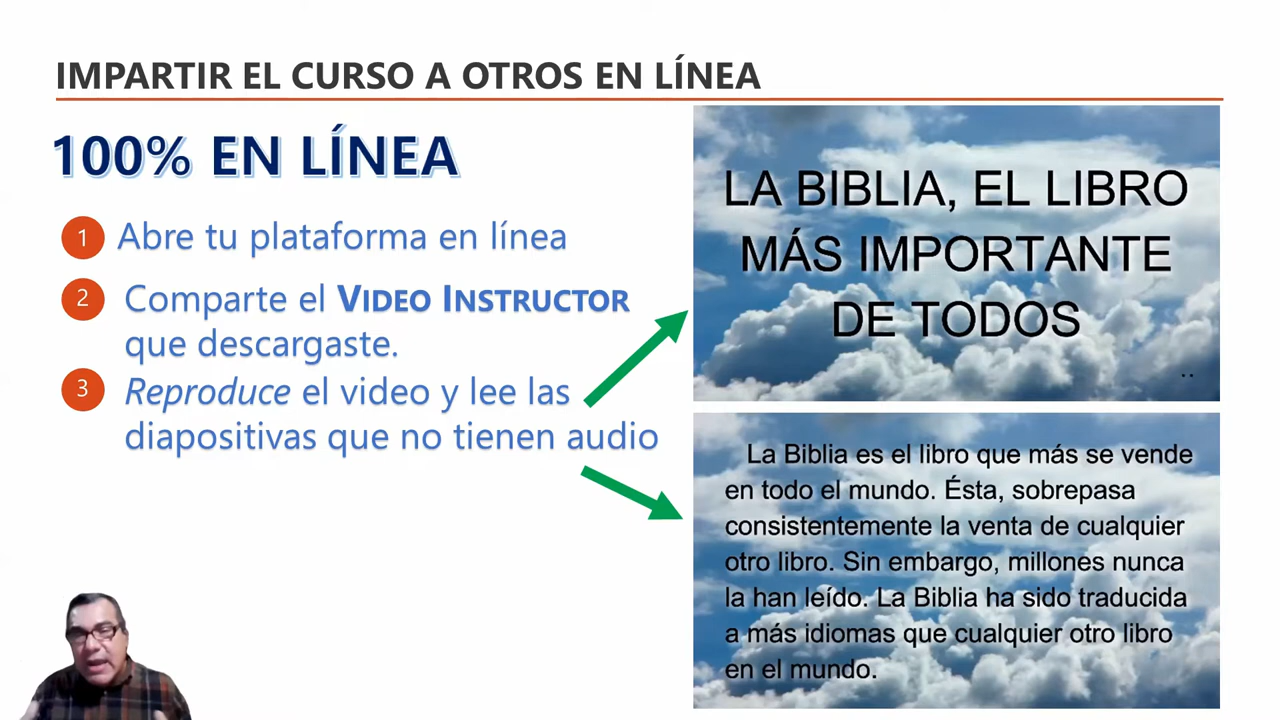 IMPARTIR EL CURSO A OTROS EN LÍNEA
100% EN LÍNEA
1 Abre tu plataforma en línea
2 Comparte el VIDEO INSTRUCTOR
que descargaste.
3 Reproduce el video y lee las
diapositivas que no tienen audio
LA BIBLIA, EL LIBRO
MÁS IMPORTANTE
DE TODOS
..
La Biblia es el libro que más se vende
en todo el mundo. Ésta, sobrepasa
consistentemente la venta de cualquier
otro libro. Sin embargo, millones nunca
la han leído. La Biblia ha sido traducida
a más idiomas que cualquier otro libro
en el mundo.